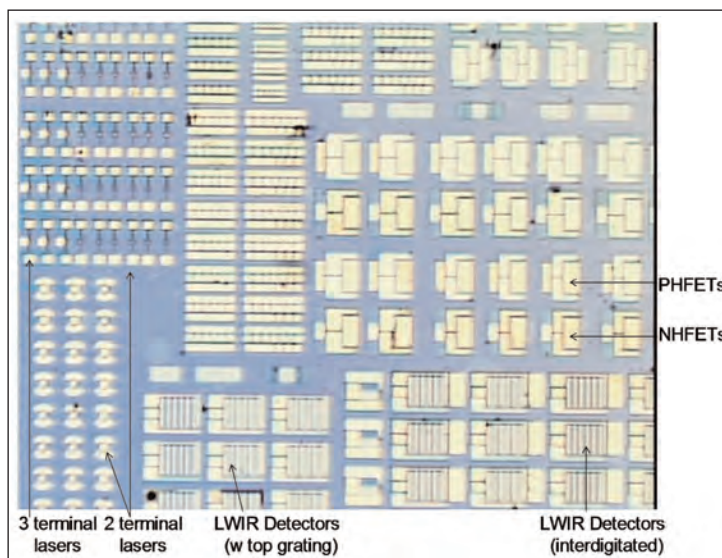 PHFETs
NHFETs
3 terminal
lasers
2 terminal
lasers
LWIR Detectors
(w top grating)
LWIR Detectors
(interdigitated)